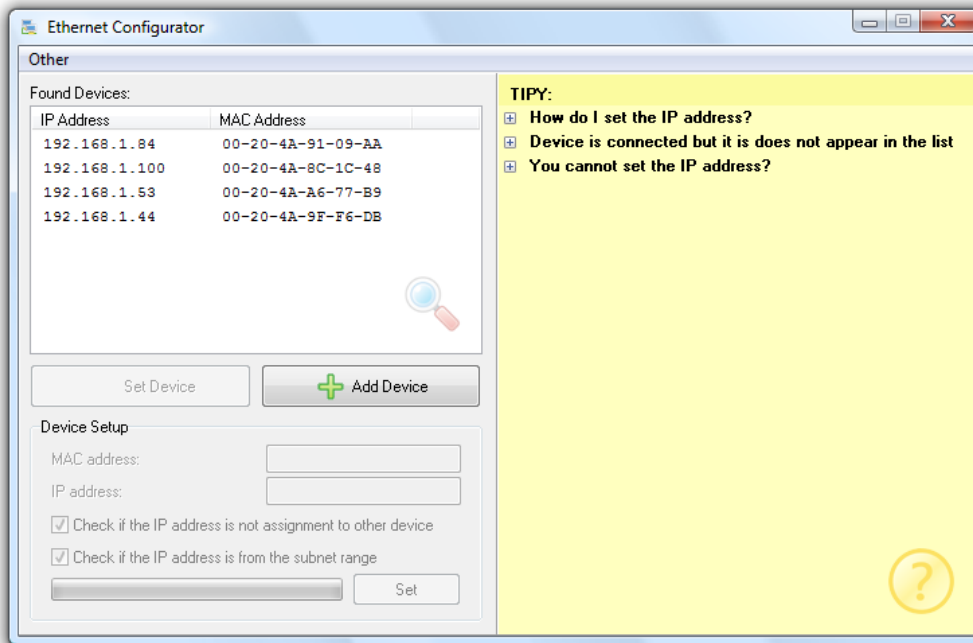 Ethernet Configurator
Other
Found Devices:
IP Address MAC Address
192.168.1.84 00-20-4A-91-09-AA
192.168.1.100 00-20-4A-8C-1C-48
192.168.1.53 00-20-4A-A6-77-B9
192.168.1.44 00-20-4A-9F-F6-DB
Set Device
Add Device
Device Setup
MAC address:
IP address:
Check if the IP address is not assignment to other device
Check if the IP address is from the subnet range
Set
TIPY:
How do I set the IP address?
Device is connected but it is does not appear in the list
You cannot set the IP address?
?